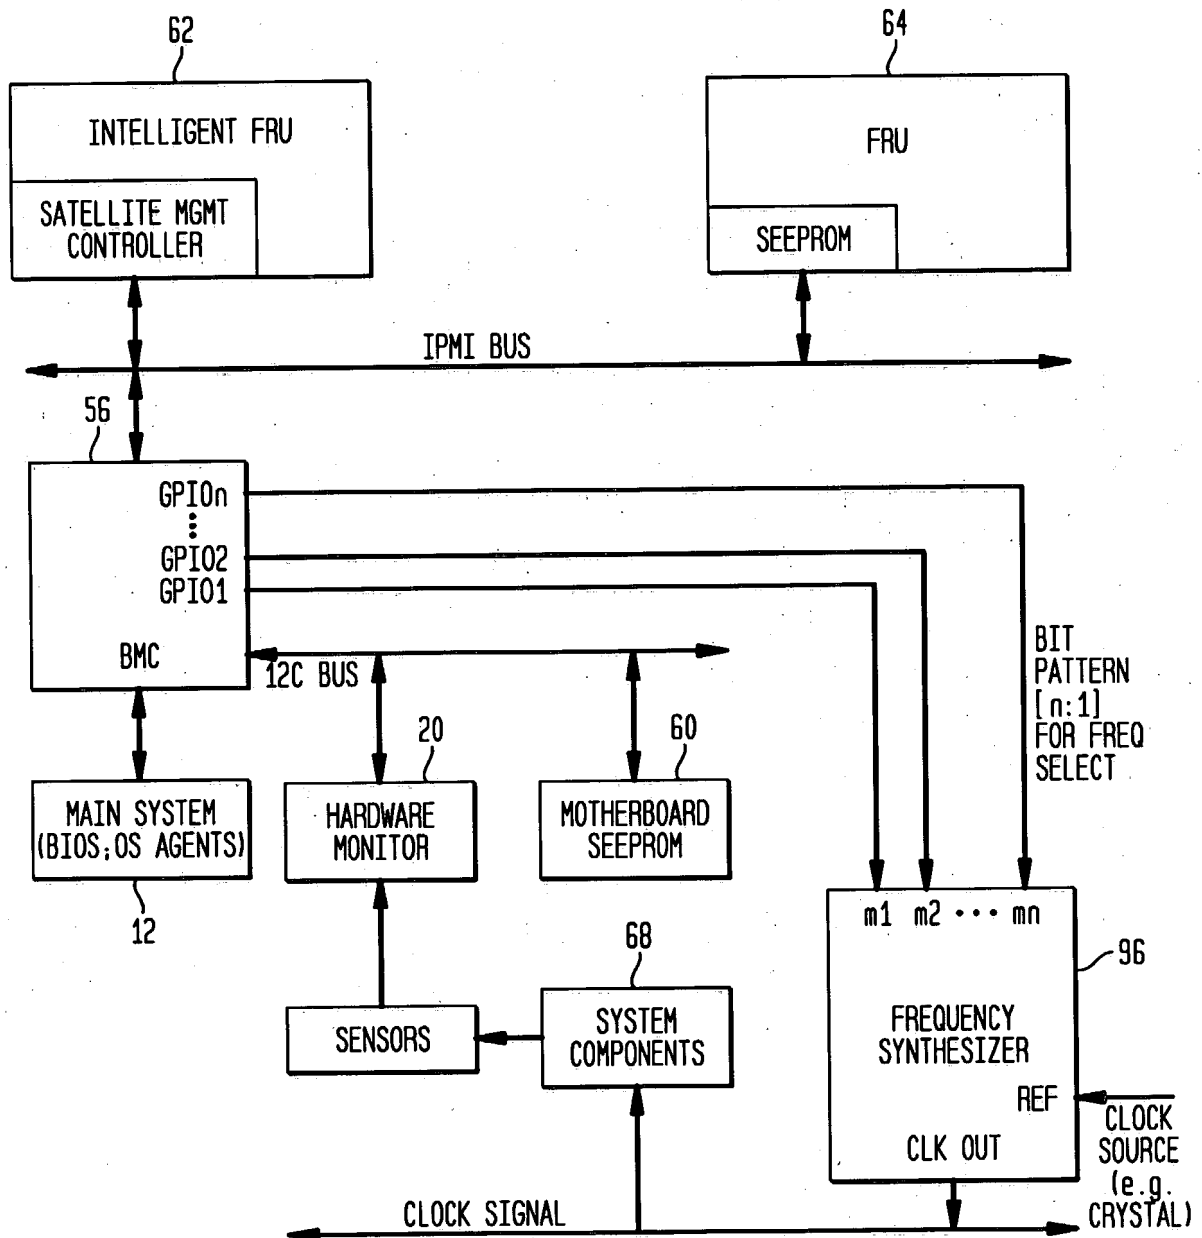 62
64
INTELLIGENT FRU
SATELLITE MGMT
CONTROLLER
FRU
SEEPROM
IPMI BUS
56
GPIOn
GPIO2
GPIO1
BMC
12C BUS
BIT
PATTERN
[n:1]
FOR FREQ
SELECT
20
60
MAIN SYSTEM
(BIOS;OS AGENTS)
HARDWARE
MONITOR
MOTHERBOARD
SEEPROM
12
m1 m2 ••• mn
96
68
SENSORS
SYSTEM
COMPONENTS
FREQUENCY
SYNTHESIZER
REF
CLK OUT
CLOCK
SOURCE
(e.g.
CRYSTAL)
CLOCK SIGNAL